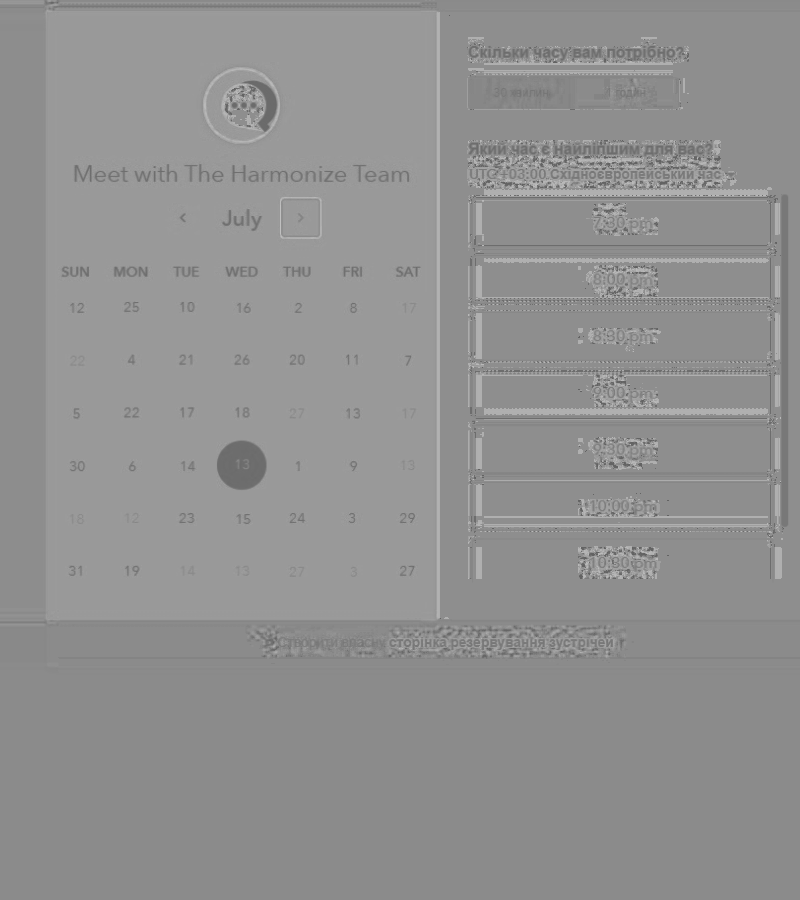 Meet with The Harmonize Team
July
SUN MON TUE WED THU FRI SAT
12 25 10 16 2 8 17
22 4 21 26 20 11 7
5 22 17 18 27 13 17
30 6 14 13 1 9 13
18 12 23 15 24 3 29
31 19 14 13 27 3 27
Скільки часу вам потрібно?
30 хвилин 1 годин
Який час є найліпшим для вас?
UTC +03:00 Східноєвропейський час
7:30 pm
8:00 pm
8:30 pm
9:00 pm
9:30 pm
10:00 pm
10:30 pm
Створити власну сторінка резервування зустрічей